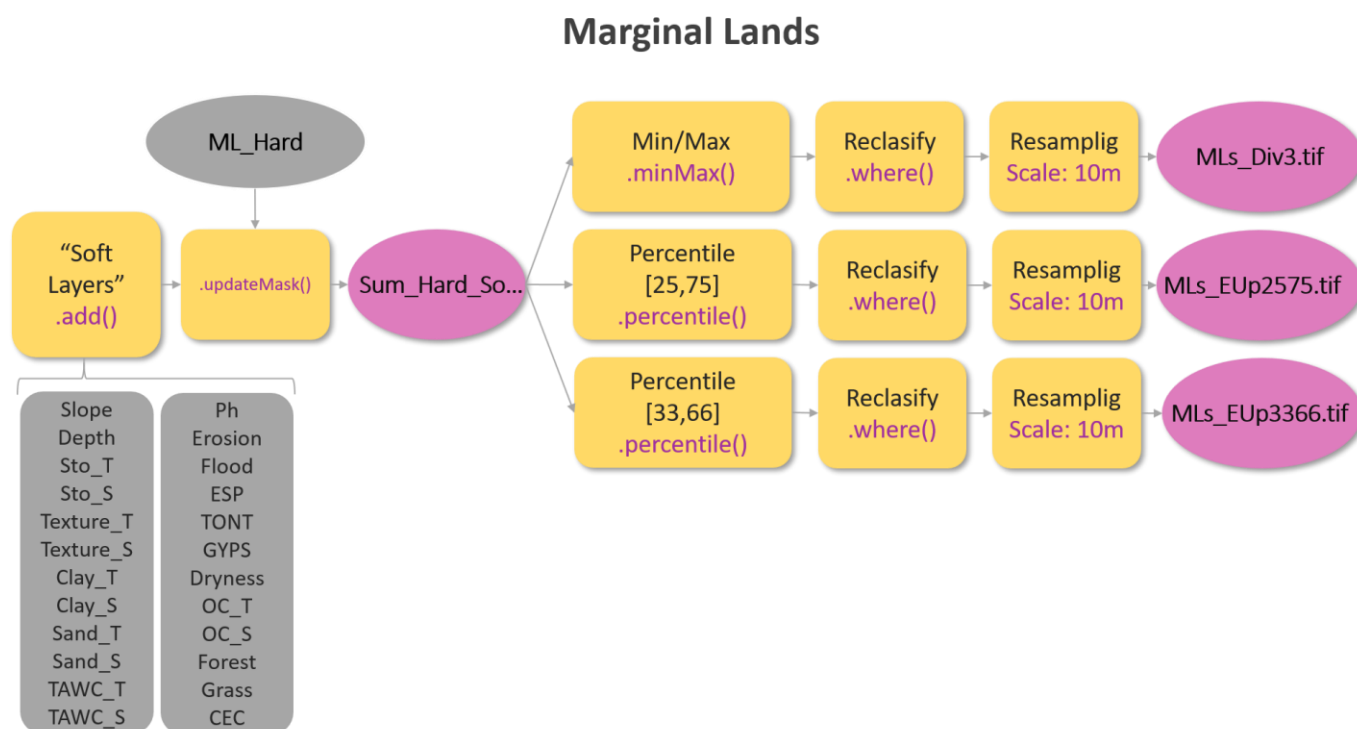 Marginal Lands
ML_Hard
“Soft
Layers”
.add()
.updateMask()
Sum_Hard_So...
Min/Max
.minMax()
Reclasify
.where()
Resamplig
Scale: 10m
MLs_Div3.tif
Percentile
[25,75]
.percentile()
Reclasify
.where()
Resamplig
Scale: 10m
MLs_EUp2575.tif
Percentile
[33,66]
.percentile()
Reclasify
.where()
Resamplig
Scale: 10m
MLs_EUp3366.tif
Slope
Depth
Sto_T
Sto_S
Texture_T
Texture_S
Clay_T
Clay_S
Sand_T
Sand_S
TAWC_T
TAWC_S
Ph
Erosion
Flood
ESP
TONT
GYPS
Dryness
OC_T
OC_S
Forest
Grass
CEC